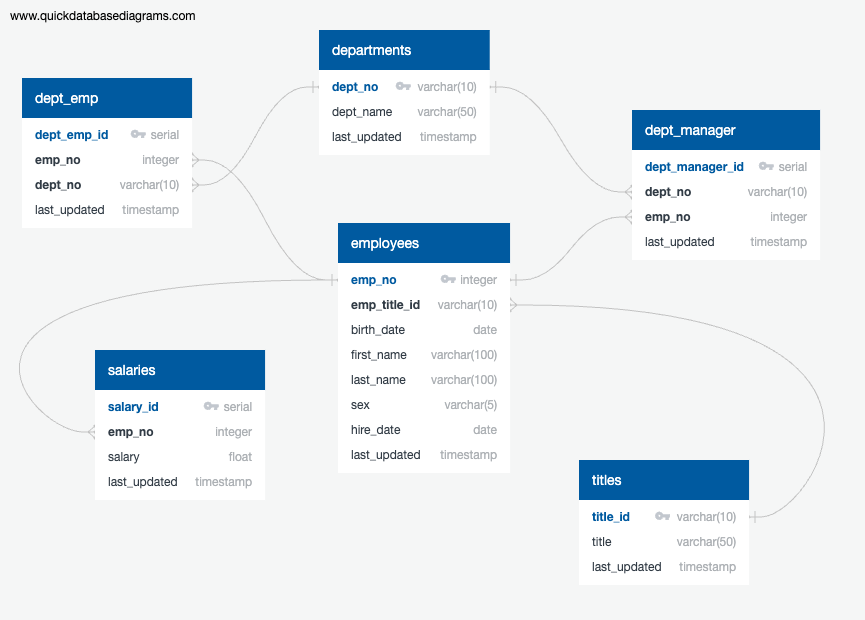 www.quickdatabasediagrams.com
departments
dept_no varchar(10)
dept_name varchar(50)
last_updated timestamp
dept_emp
dept_emp_id serial
emp_no integer
dept_no varchar(10)
last_updated timestamp
dept_manager
dept_manager_id serial
dept_no varchar(10)
emp_no integer
last_updated timestamp
employees
emp_no integer
emp_title_id varchar(10)
birth_date date
first_name varchar(100)
last_name varchar(100)
sex varchar(5)
hire_date date
last_updated timestamp
salaries
salary_id serial
emp_no integer
salary float
last_updated timestamp
titles
title_id varchar(10)
title varchar(50)
last_updated timestamp